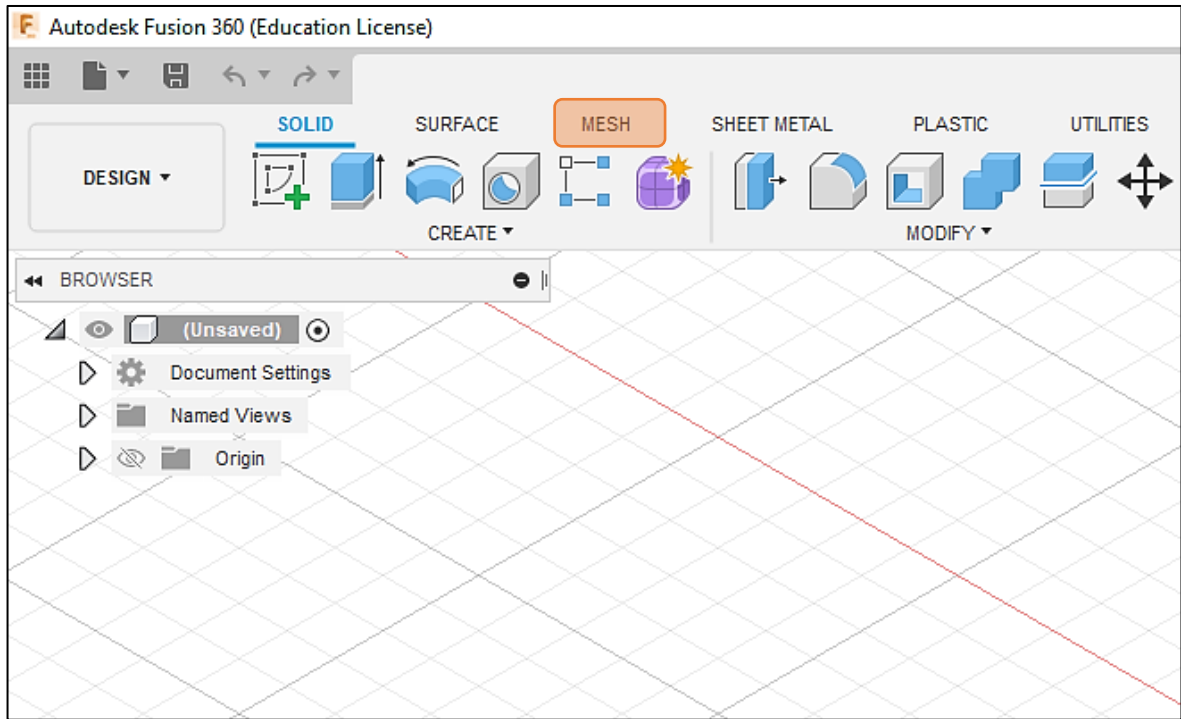 Autodesk Fusion 360 (Education License)
SOLID SURFACE MESH SHEET METAL PLASTIC UTILITIES
DESIGN
CREATE MODIFY
BROWSER
(Unsaved)
Document Settings
Named Views
Origin